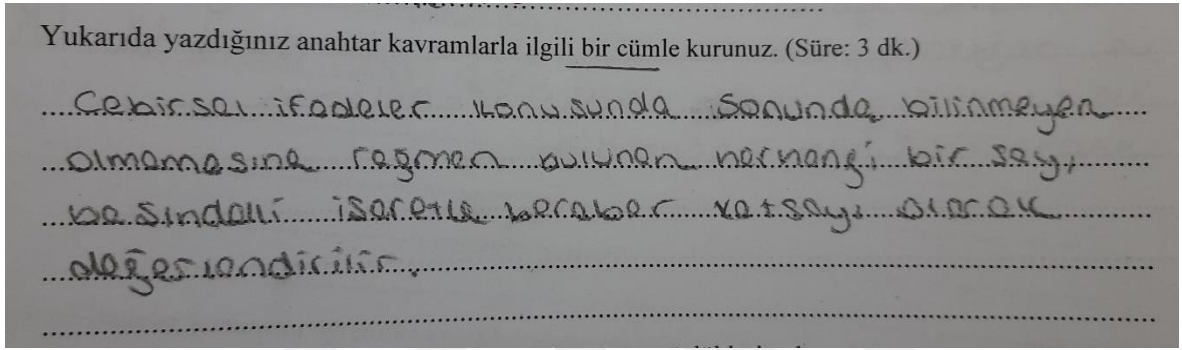 Yukarıda yazdığınız anahtar kavramlarla ilgili bir cümle kurunuz. (Süre: 3 dk.)
Cebirsel ifadeler konusunda sonunda bilinmeyen
olmamasına rağmen bulunan herhangi bir sayı
başındaki işaretle beraber katsayı olarak
değerlendirilir.